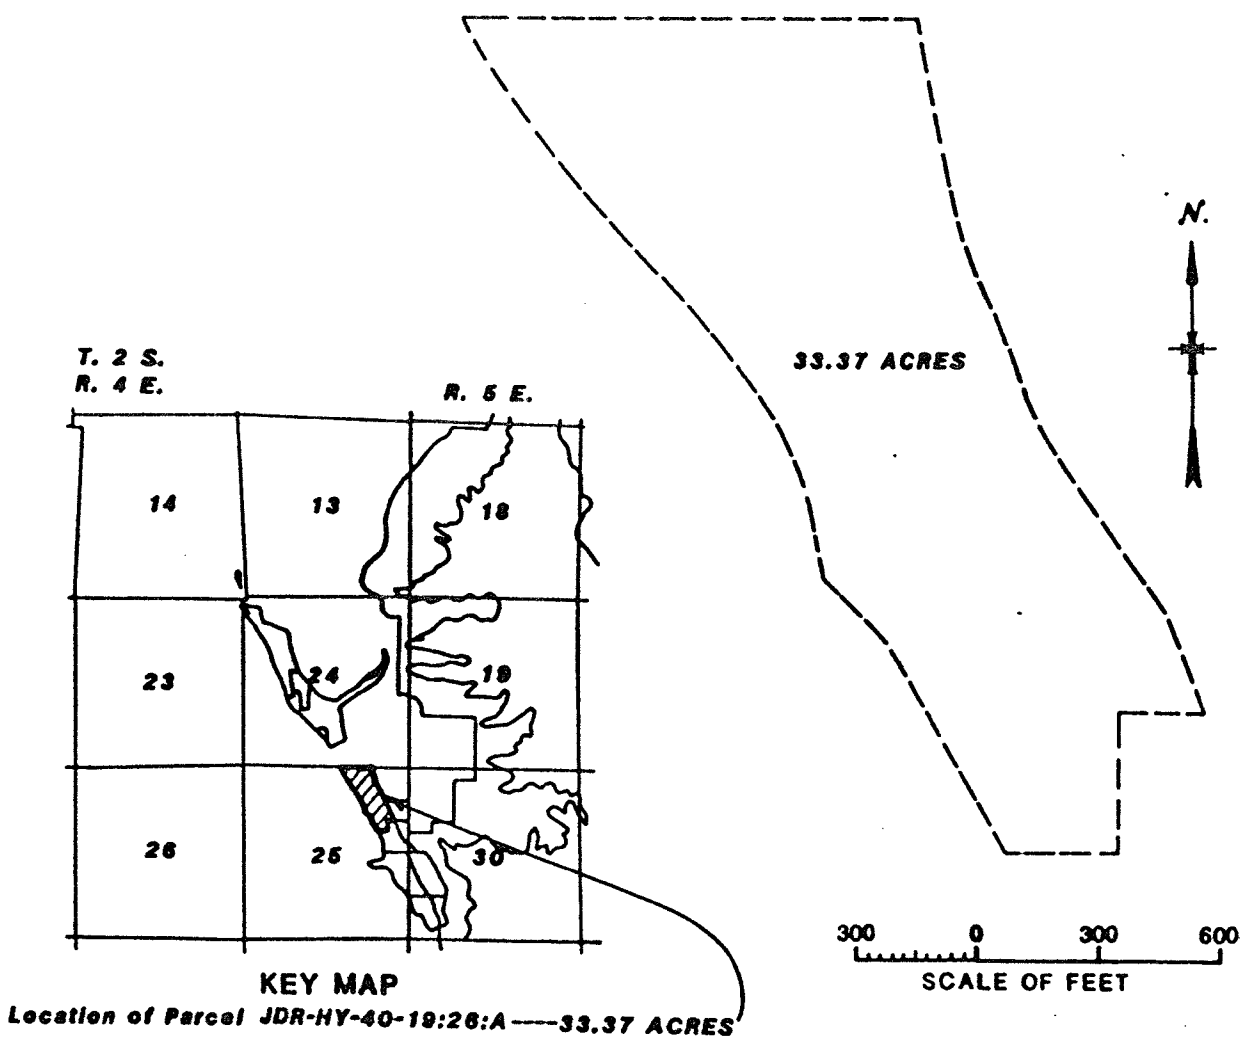 N.
33.37 ACRES
T. 2 S.
R. 4 E.
R. 5 E.
14
13
18
23
24
19
26
25
30
300
0
300
600
SCALE OF FEET
KEY MAP
Location of Parcel JDR-HY-40-19:26:A----33.37 ACRES